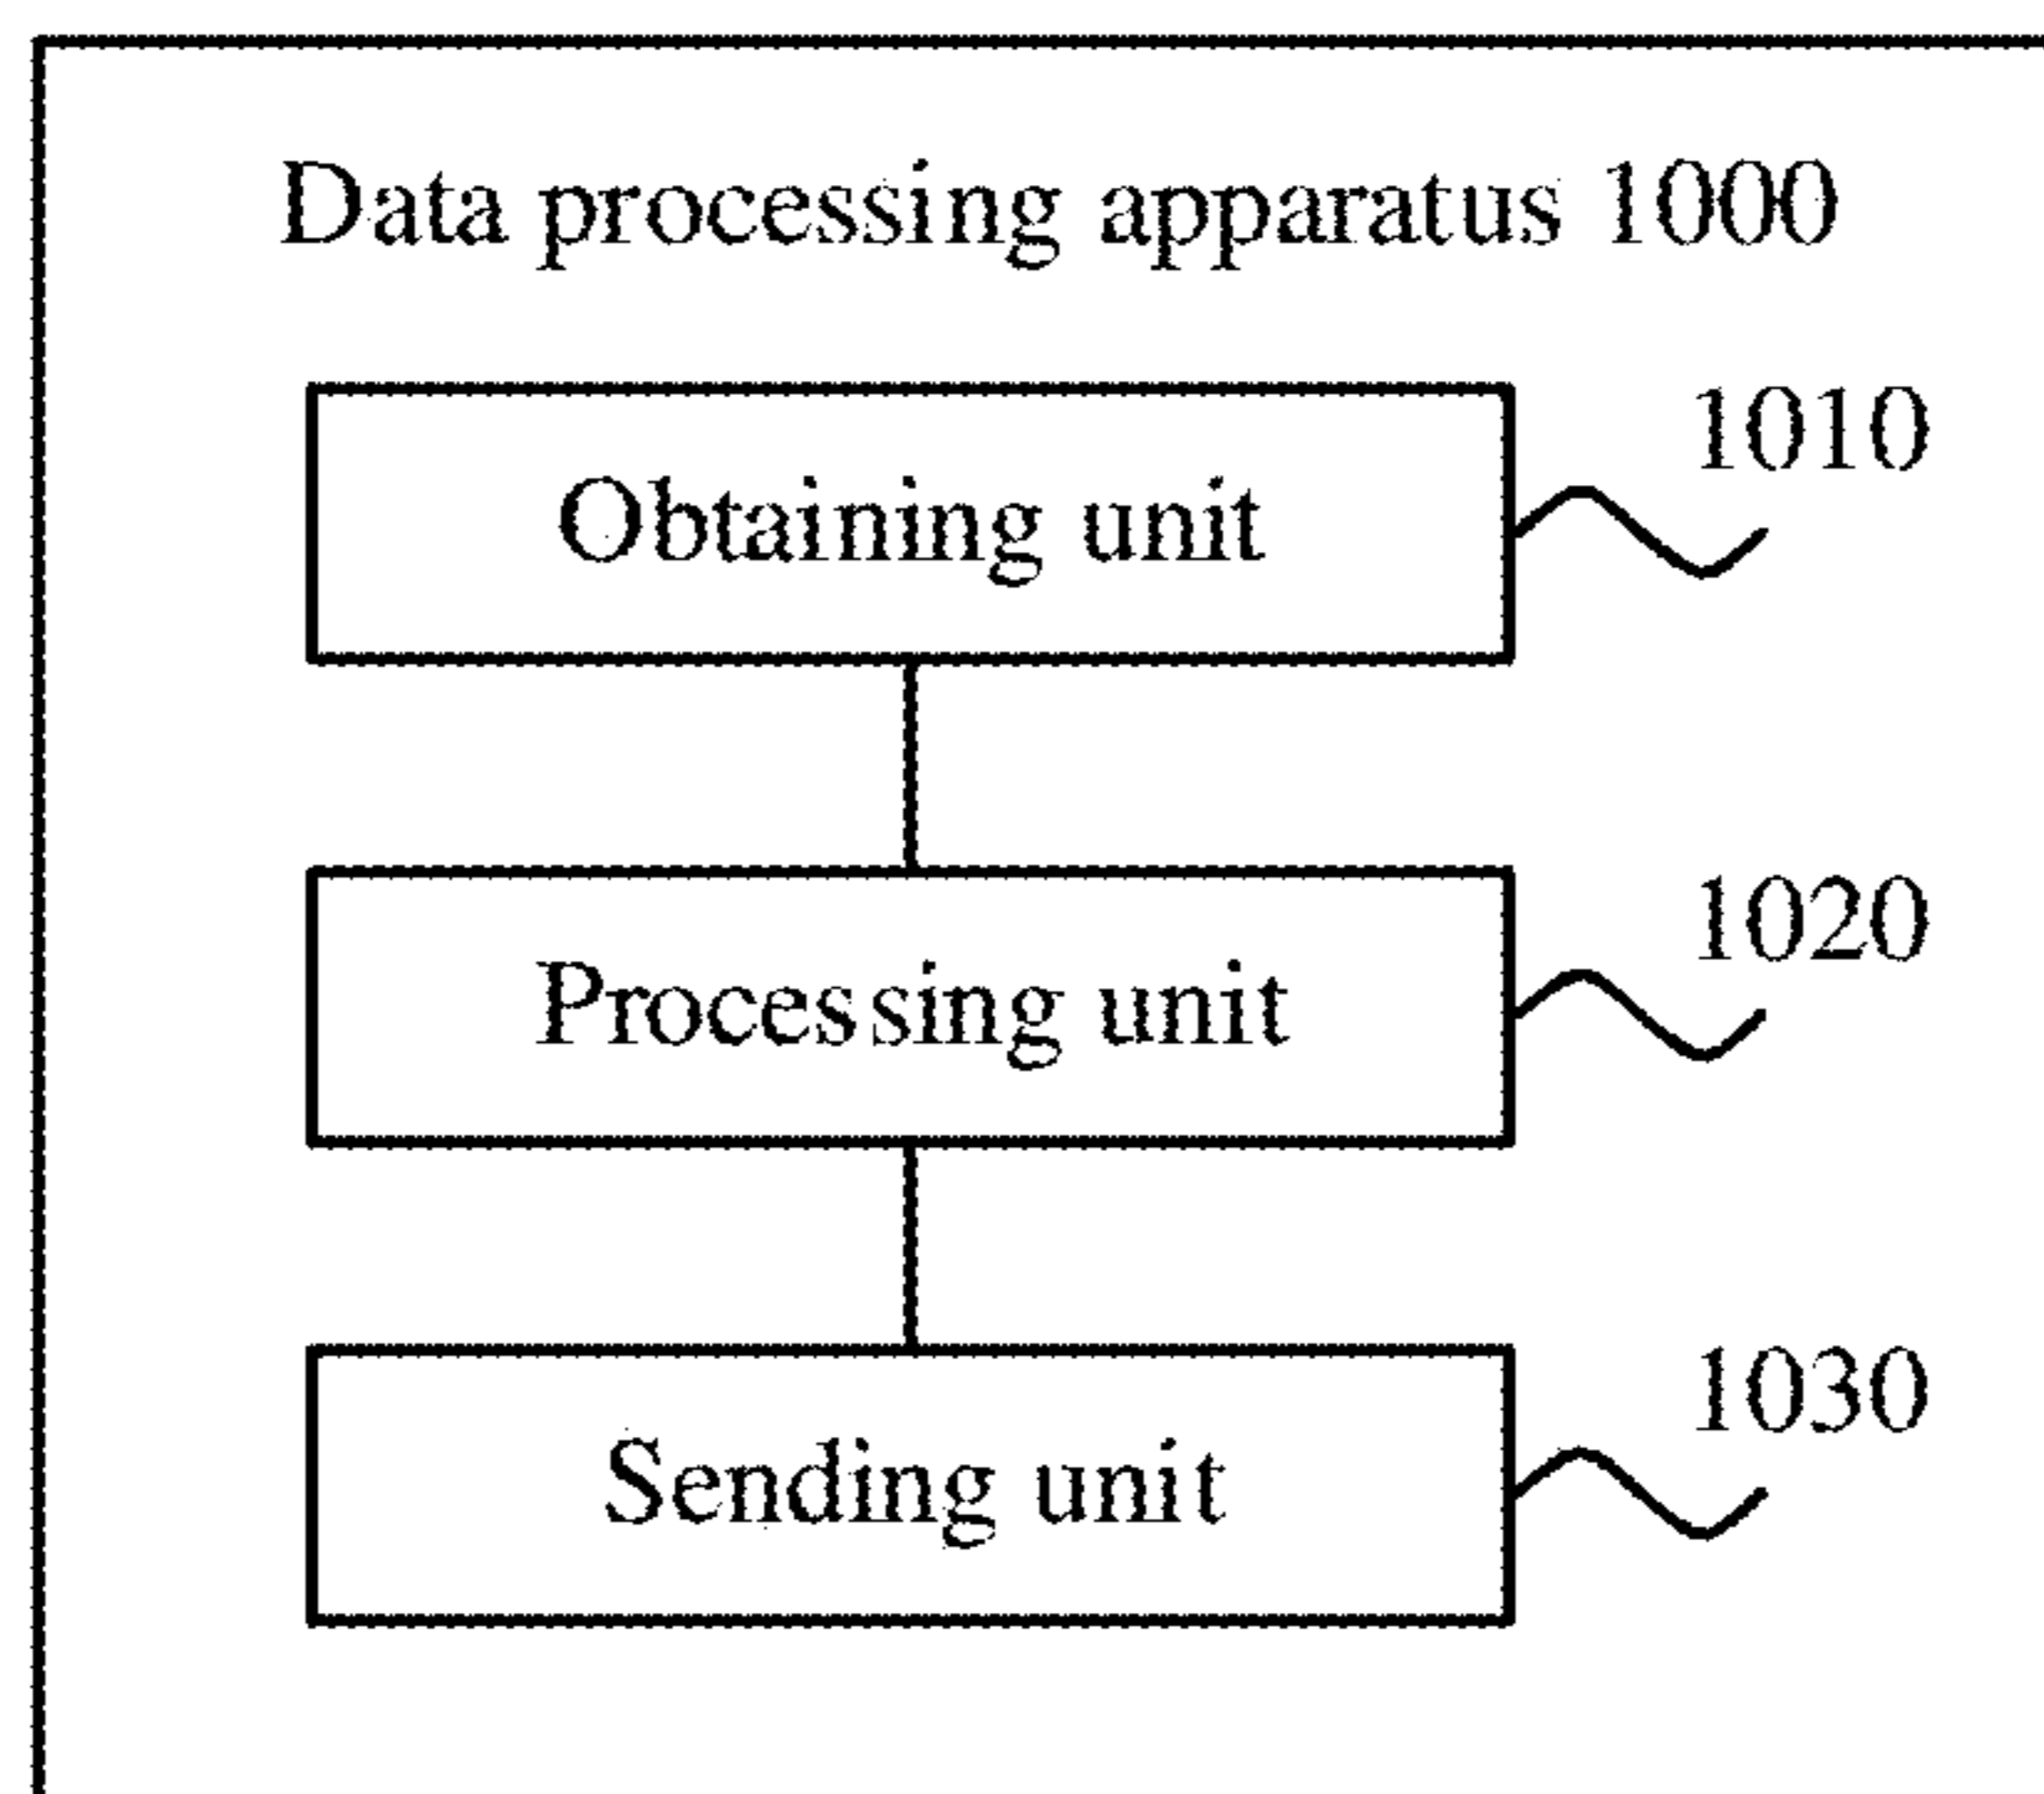 Data processing apparatus 1000
1010
Obtaining unit
1020
Processing unit
1030
Sending unit